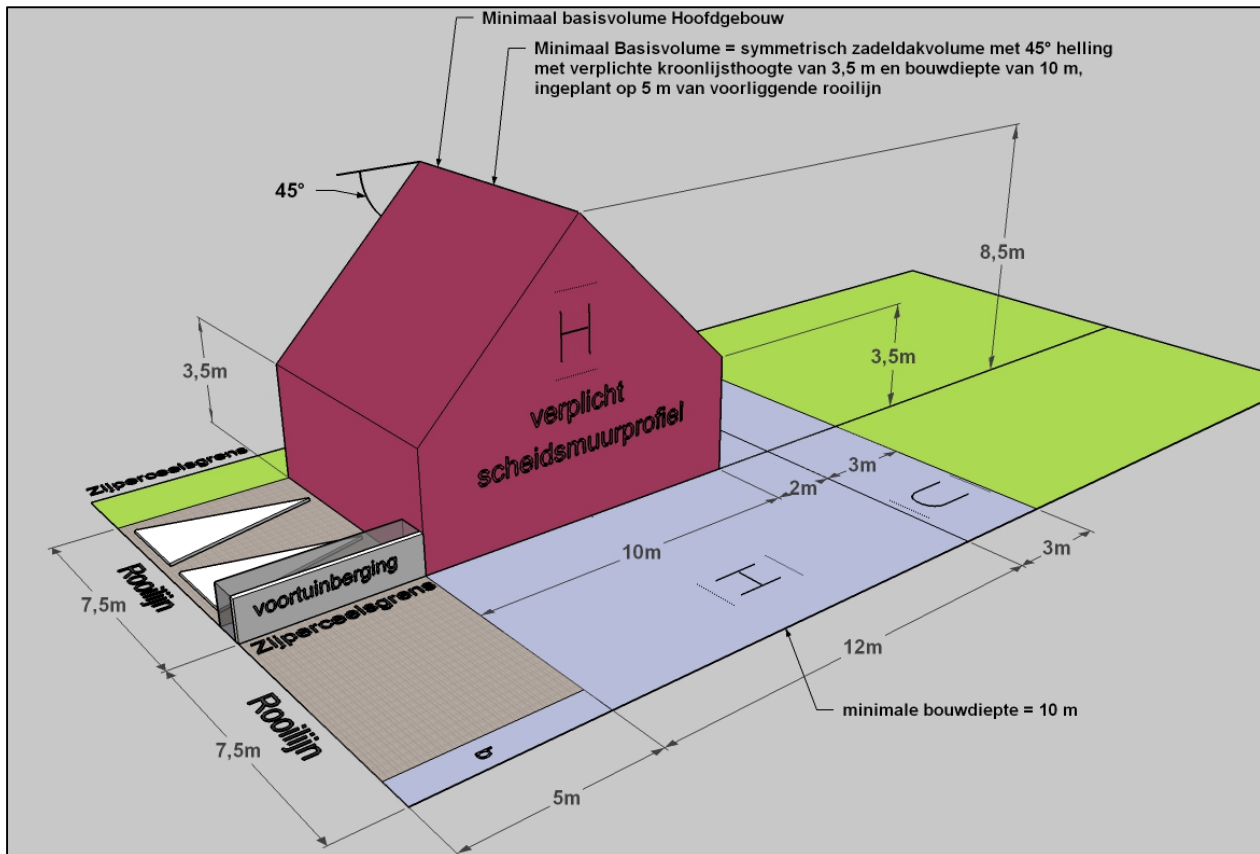 Minimaal basisvolume Hoofdgebouw
Minimaal Basisvolume = symmetrisch zadeldakvolume met 45° helling
met verplichte kroonlijsthoogte van 3,5 m en bouwdiepte van 10 m,
ingeplant op 5 m van voorliggende rooilijn
45°
8,5m
3,5m
3,5m
H
verplicht
scheidsmuurprofiel
Zijperceelsgrens
3m
2m
U
3m
10m
H
voortuinberging
Zijperceelsgrens
Rooilijn
7,5m
12m
minimale bouwdiepte = 10 m
Rooilijn
7,5m
5m